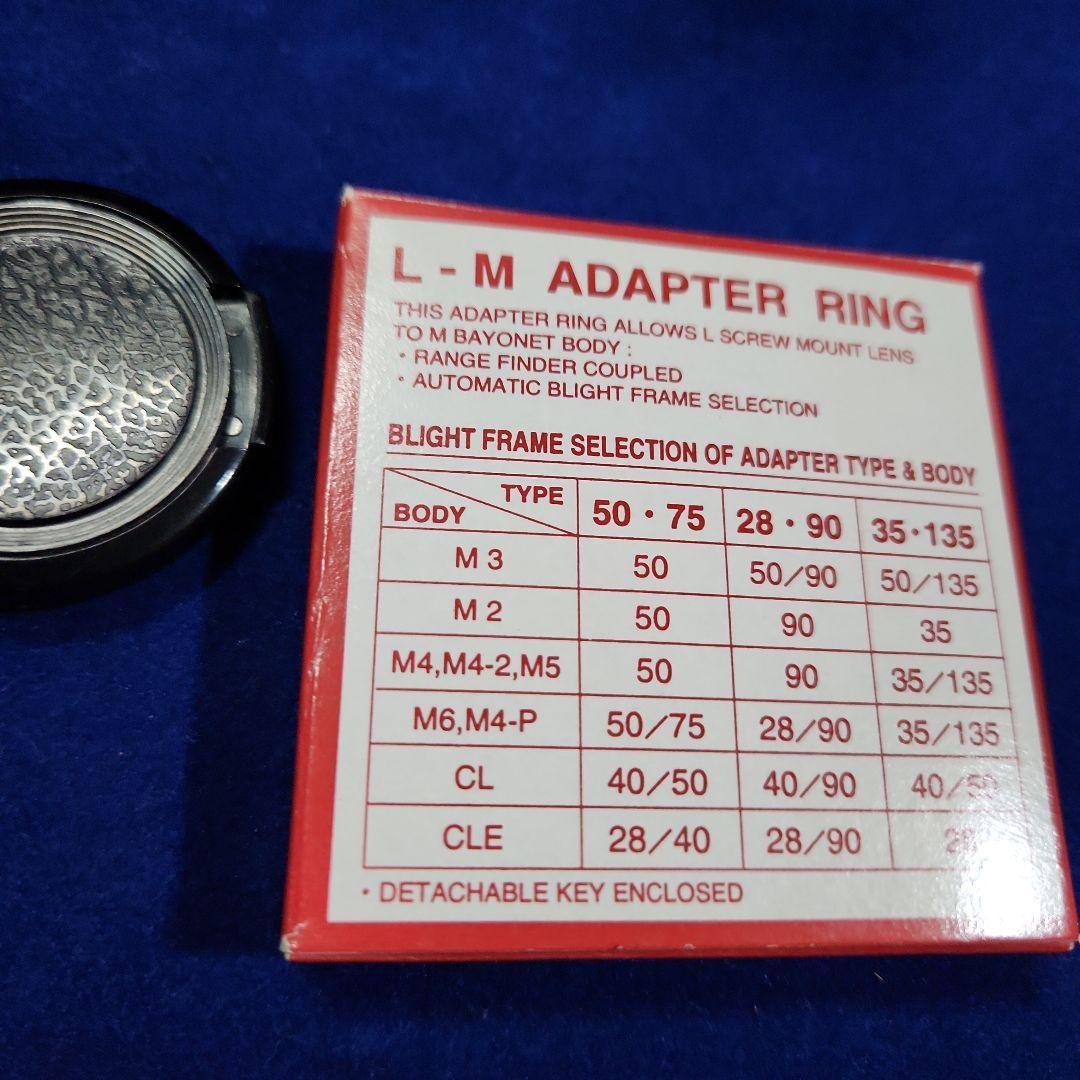 L - M ADAPTER RING
THIS ADAPTER RING ALLOWS L SCREW MOUNT LENS
TO M BAYONET BODY :
・RANGE FINDER COUPLED
・AUTOMATIC BLIGHT FRAME SELECTION
BLIGHT FRAME SELECTION OF ADAPTER TYPE & BODY
TYPE
BODY 50・75 28・90 35・135
M 3 50 50/90 50/135
M 2 50 90 35
M4,M4-2,M5 50 90 35/135
M6,M4-P 50/75 28/90 35/135
CL 40/50 40/90 40/50
CLE 28/40 28/90
・DETACHABLE KEY ENCLOSED